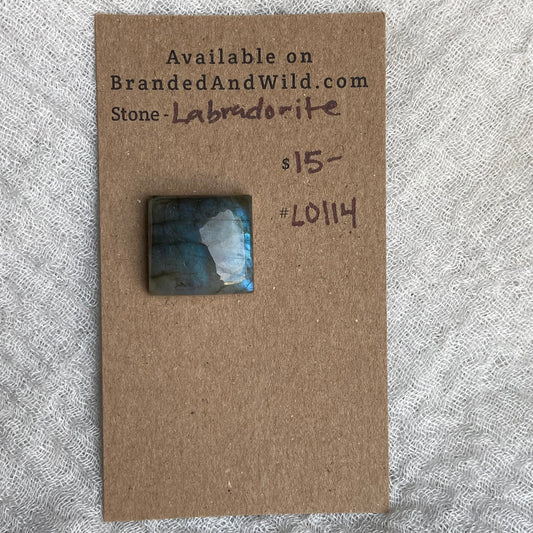 Available on
BrandedAndWild.com
Stone - Labradorite
$15-
#L0114